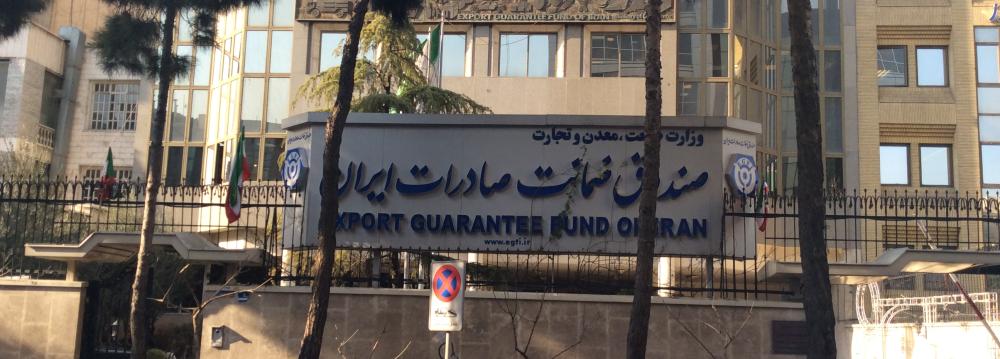 EXPORT GUARANTEE FUND OF IRAN
وزارت صنعت، معدن و تجارت
صندوق ضمانت صادرات ایران
EXPORT GUARANTEE FUND OF IRAN
www.egfi.ir